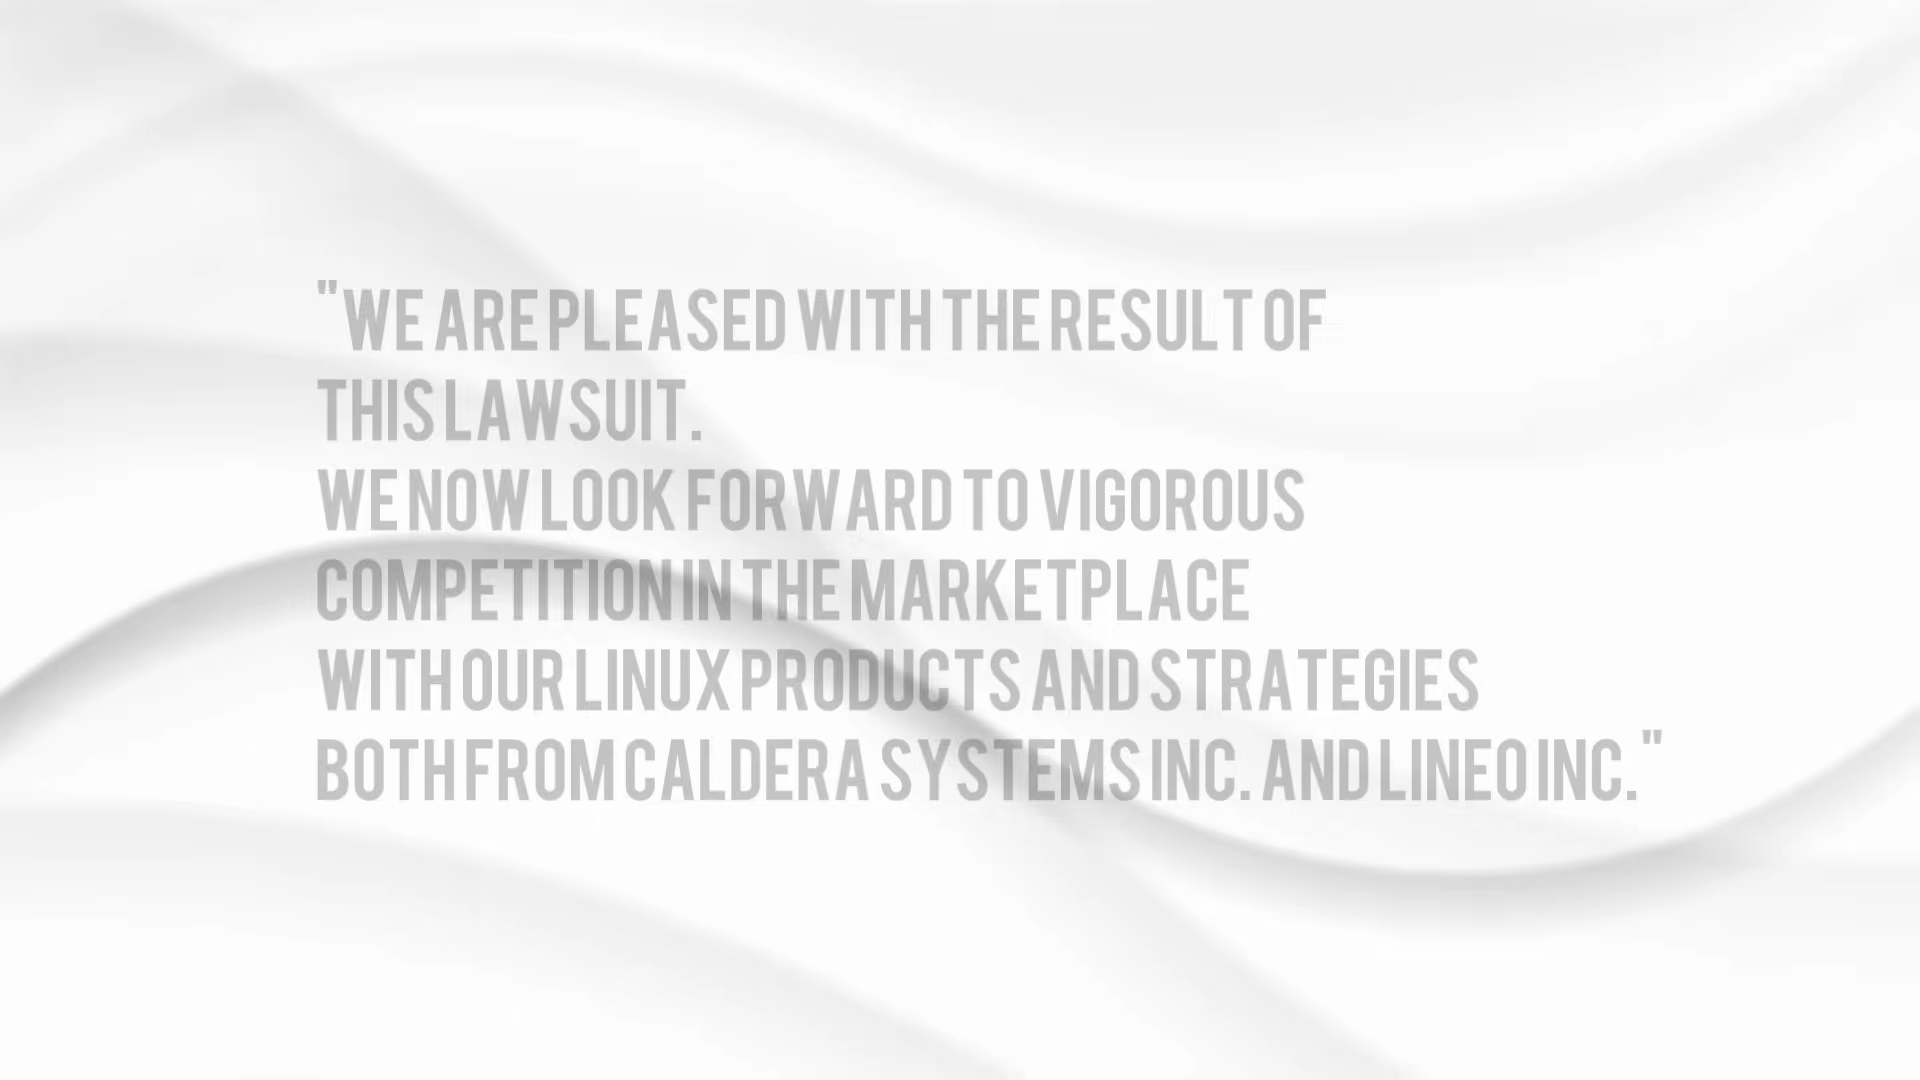 "WE ARE PLEASED WITH THE RESULT OF
THIS LAWSUIT.
WE NOW LOOK FORWARD TO VIGOROUS
COMPETITION IN THE MARKETPLACE
WITH OUR LINUX PRODUCTS AND STRATEGIES
BOTH FROM CALDERA SYSTEMS INC. AND LINEO INC."